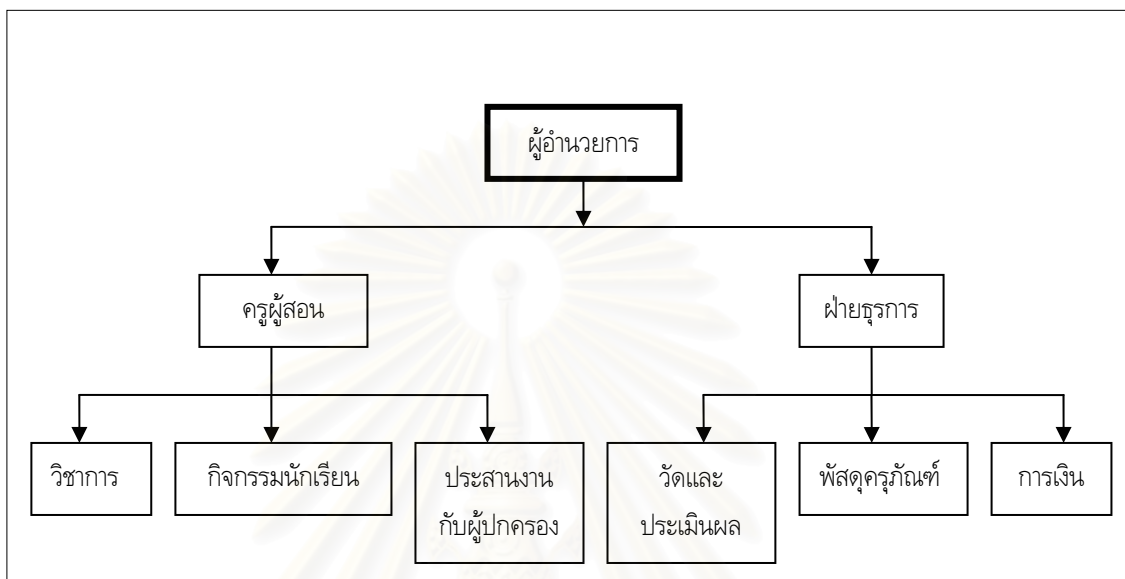 ผู้อำนวยการ
ครูผู้สอน
ฝ่ายธุรการ
วิชาการ
กิจกรรมนักเรียน
ประสานงาน
กับผู้ปกครอง
วัดและ
ประเมินผล
พัสดุครุภัณฑ์
การเงิน